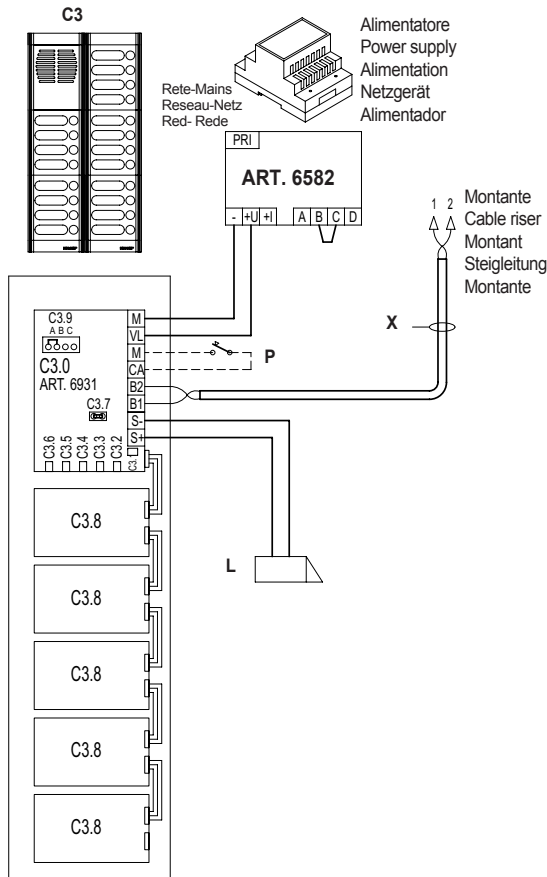 C3
Alimentatore
Power supply
Alimentation
Netzgerät
Alimentador
Rete-Mains
Reseau-Netz
Red- Rede
PRI
ART. 6582
- +U +I A B C D
1 2
Montante
Cable riser
Montant
Steigleitung
Montante
X
C3.9
A B C
C3.0
ART. 6931
C3.7
C3.6
C3.5
C3.4
C3.3
C3.2
M
VL
M
CA
B2
B1
S-
S+
P
L
C3.8
C3.8
C3.8
C3.8
C3.8